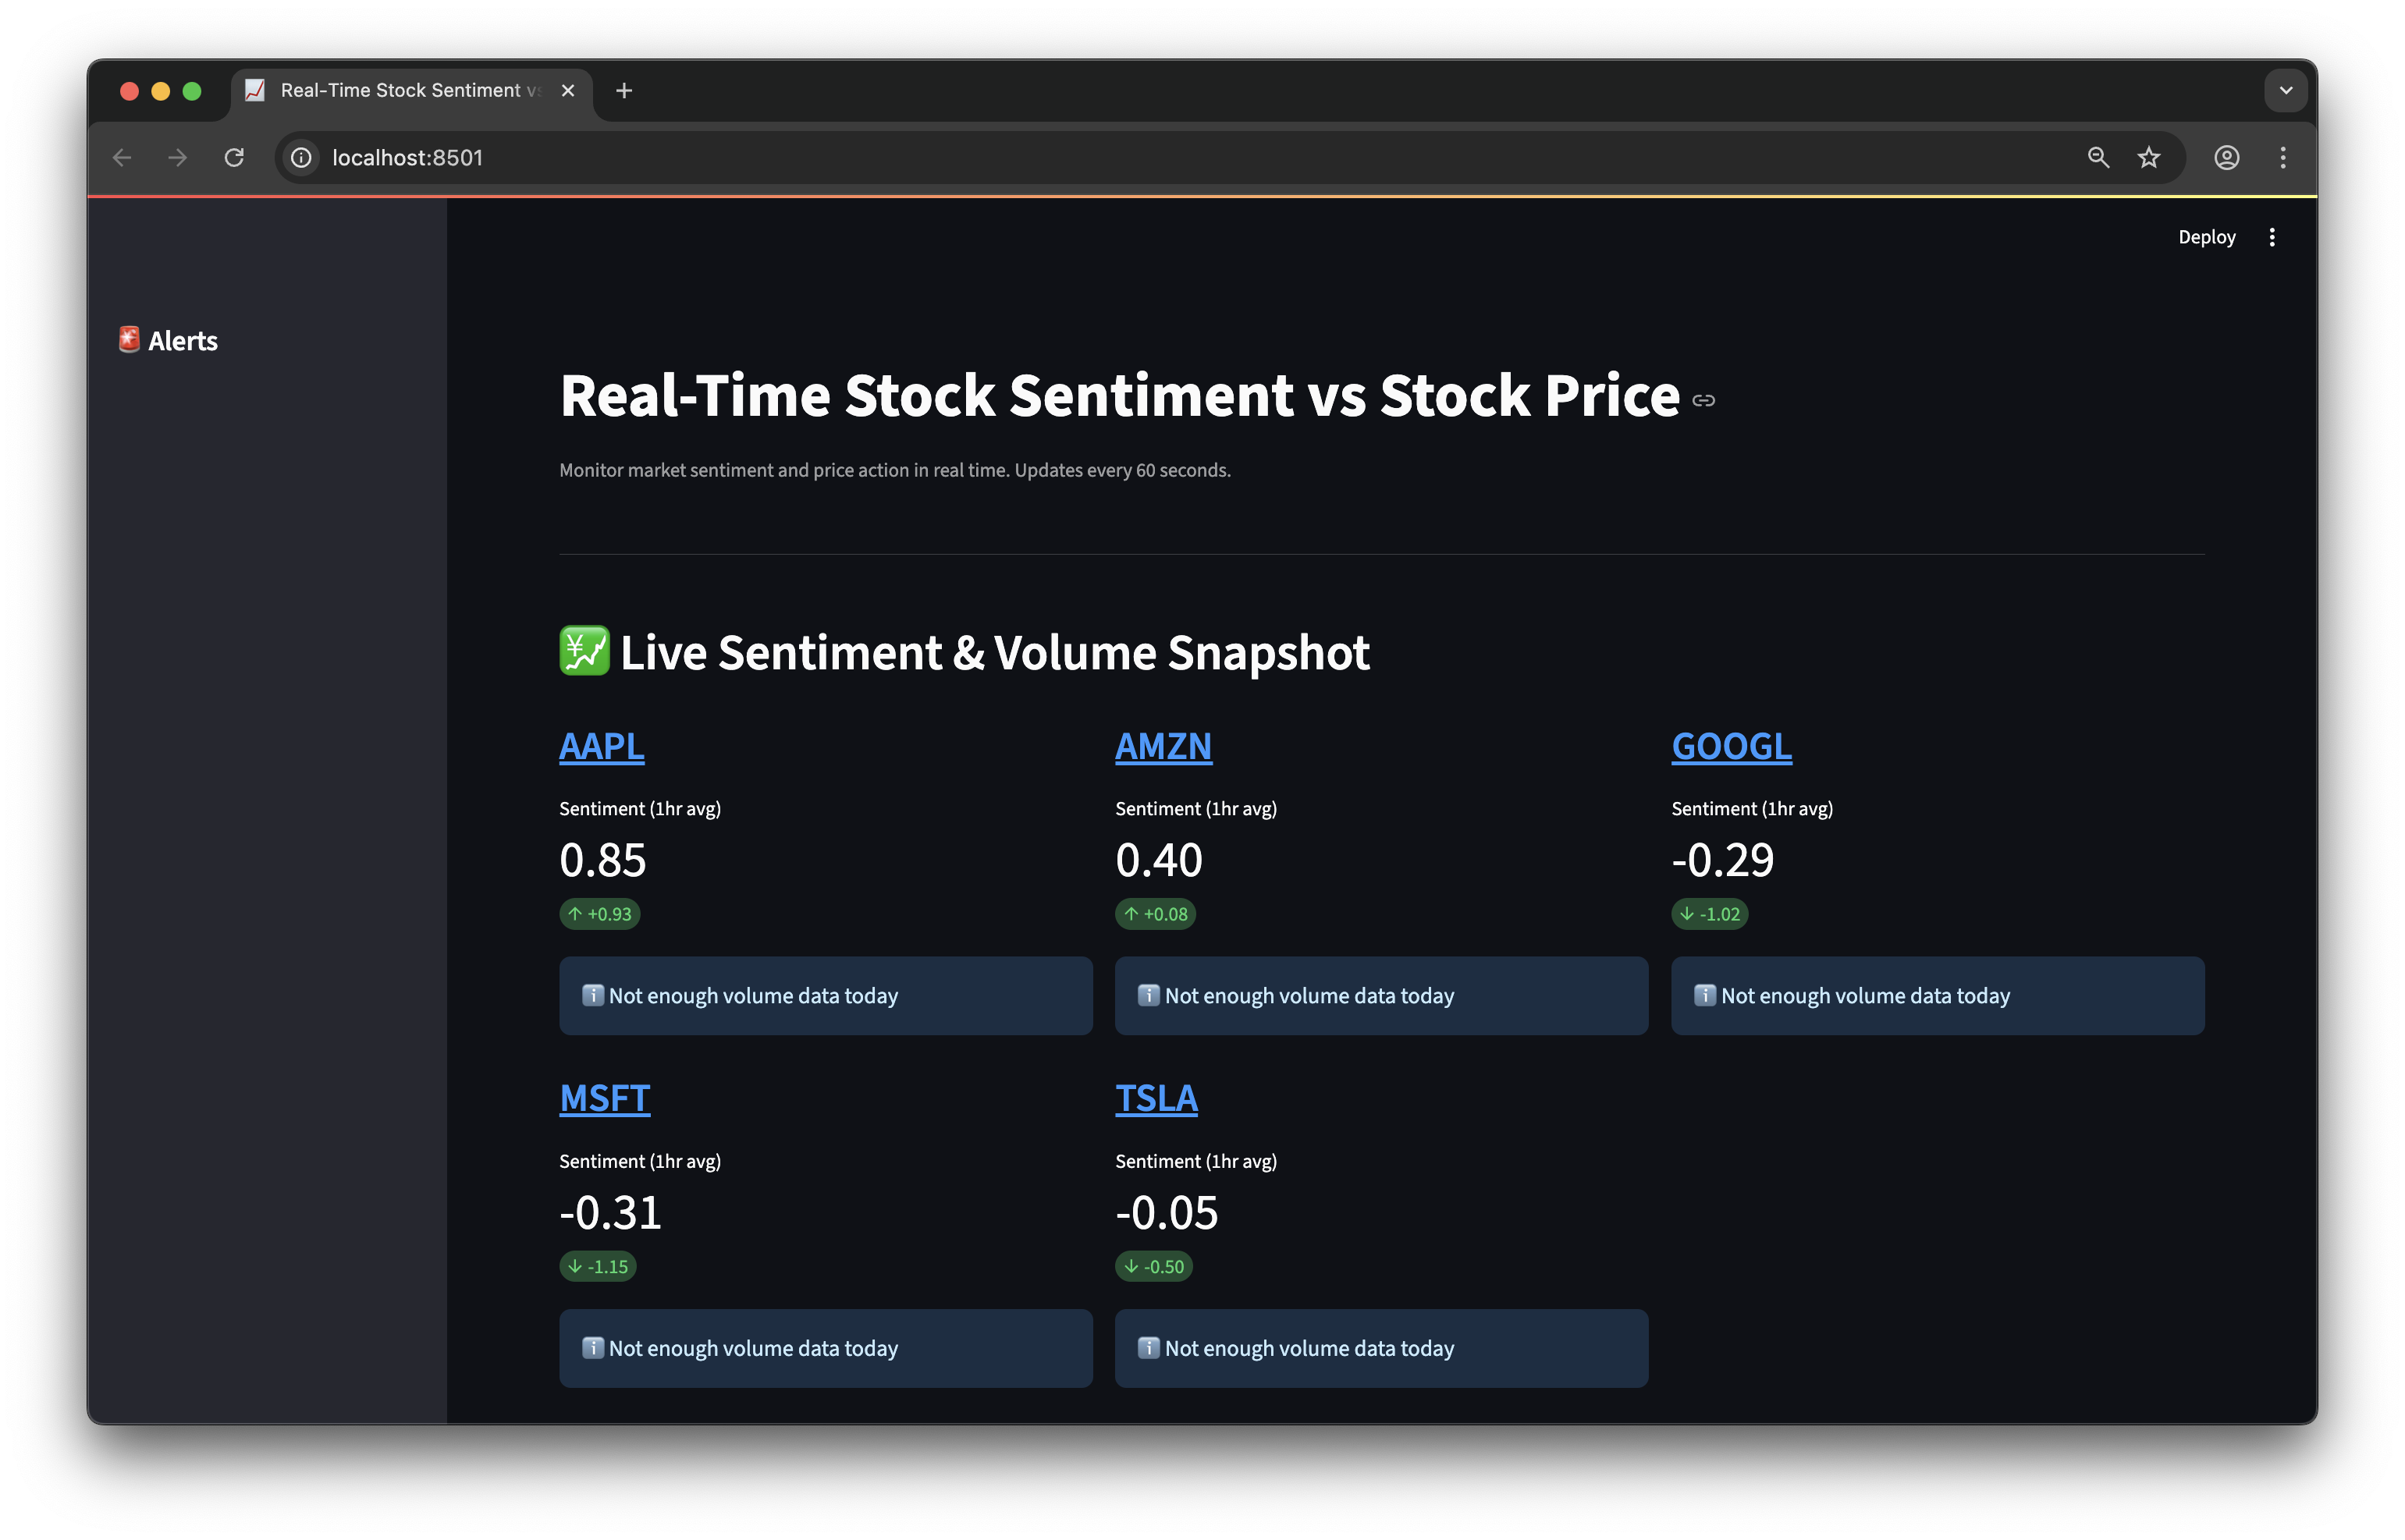 Real-Time Stock Sentiment vs
localhost:8501
Deploy
🚨 Alerts
Real-Time Stock Sentiment vs Stock Price
Monitor market sentiment and price action in real time. Updates every 60 seconds.
💹 Live Sentiment & Volume Snapshot
AAPL
AMZN
GOOGL
Sentiment (1hr avg)
Sentiment (1hr avg)
Sentiment (1hr avg)
0.85
0.40
-0.29
↑ +0.93
↑ +0.08
↓ -1.02
ℹ️ Not enough volume data today
ℹ️ Not enough volume data today
ℹ️ Not enough volume data today
MSFT
TSLA
Sentiment (1hr avg)
Sentiment (1hr avg)
-0.31
-0.05
↓ -1.15
↓ -0.50
ℹ️ Not enough volume data today
ℹ️ Not enough volume data today